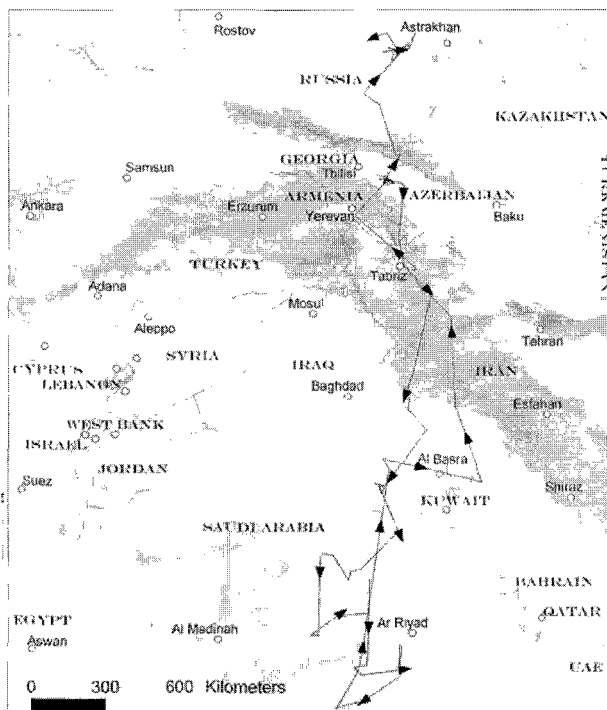 Rostov
Astrakhan
RUSSIA
KAZAKHSTAN
GEORGIA
Tbilisi
Samsun
ARMENIA
AZERBAIJAN
Ankara
Erzurum
Yerevan
Baku
TURKMENISTAN
TURKEY
Tabriz
Adana
Mosul
Aleppo
Tehran
SYRIA
CYPRUS
IRAQ
IRAN
LEBANON
Baghdad
Esfahan
WEST BANK
ISRAEL
Al Basra
JORDAN
Suez
Shiraz
KUWAIT
SAUDI ARABIA
BAHRAIN
EGYPT
QATAR
Al Madinah
Ar Riyad
Aswan
UAE
0 300 600 Kilometers